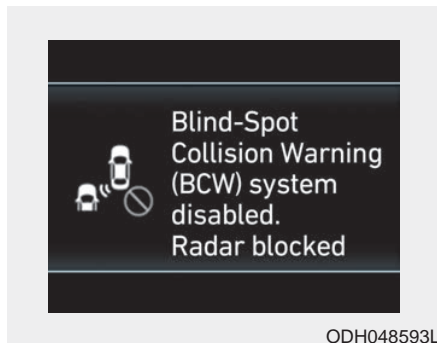 Blind-Spot
Collision Warning
(BCW) system
disabled.
Radar blocked
ODH048593L